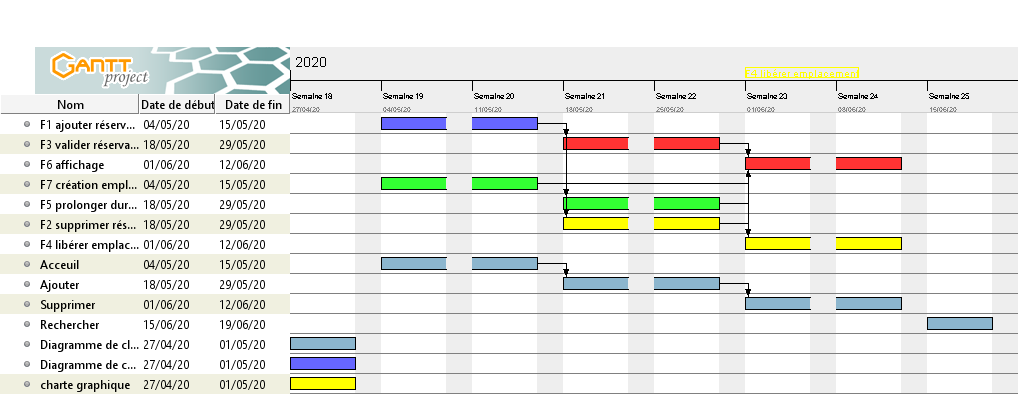 GANTT
project
2020
F4 libérer emplacement
Nom Date de début Date de fin
Semaine 18 Semaine 19 Semaine 20 Semaine 21 Semaine 22 Semaine 23 Semaine 24 Semaine 25
27/04/20 04/05/20 11/05/20 18/05/20 25/05/20 01/06/20 08/06/20 15/06/20
F1 ajouter réserv... 04/05/20 15/05/20
F3 valider réserva... 18/05/20 29/05/20
F6 affichage 01/06/20 12/06/20
F7 création empl... 04/05/20 15/05/20
F5 prolonger dur... 18/05/20 29/05/20
F2 supprimer rés... 18/05/20 29/05/20
F4 libérer emplac... 01/06/20 12/06/20
Acceuil 04/05/20 15/05/20
Ajouter 18/05/20 29/05/20
Supprimer 01/06/20 12/06/20
Rechercher 15/06/20 19/06/20
Diagramme de cl... 27/04/20 01/05/20
Diagramme de c... 27/04/20 01/05/20
charte graphique 27/04/20 01/05/20